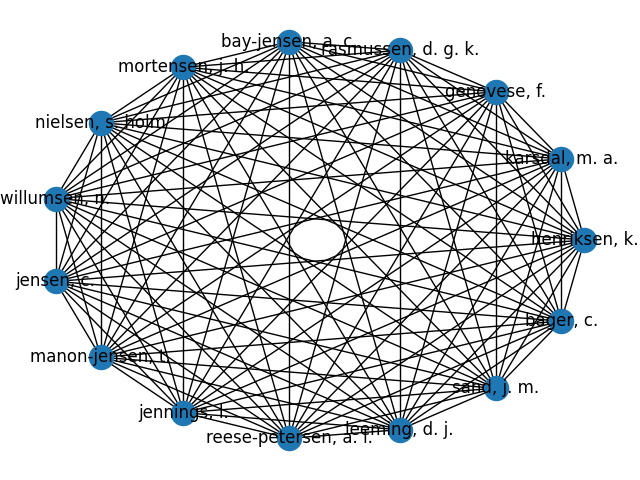 bay-jensen, a. c.
rasmussen, d. g. k.
mortensen, j. h.
genovese, f.
nielsen, s. holm
karsdal, m. a.
willumsen, n.
henriksen, k.
jensen, c.
bager, c.
manon-jensen, t.
sand, j. m.
jennings, l.
leeming, d. j.
reese-petersen, a. l.